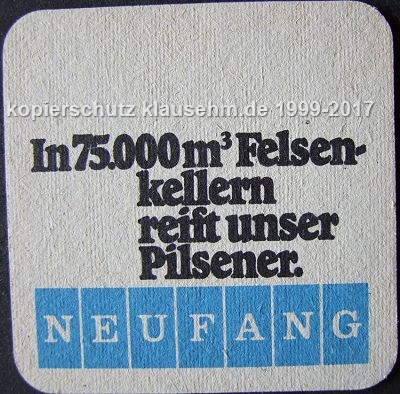 kopierschutz klausehm.de 1999-2017
In 75.000 m³ Felsen-
kellern
reift unser
Pilsener.
NEUFANG